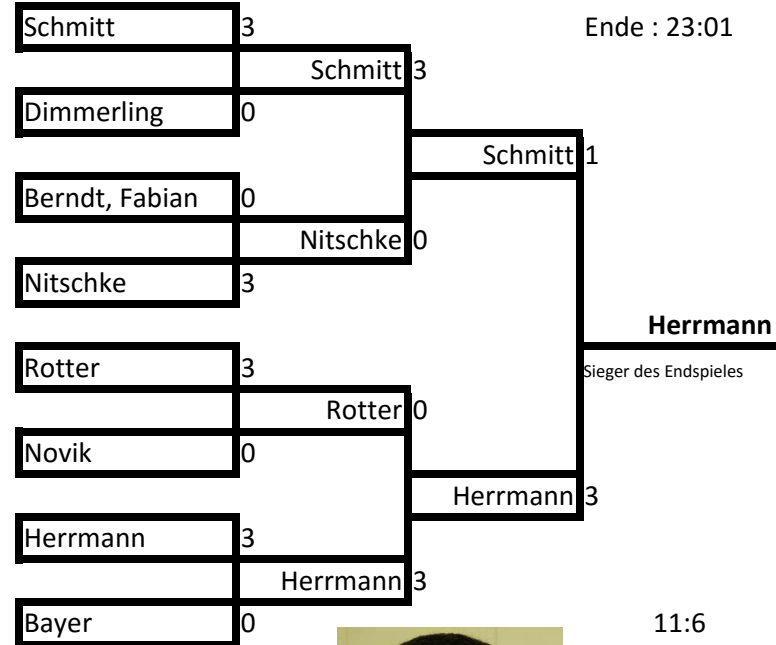 Schmitt 3 Ende : 23:01
Schmitt 3
Dimmerling 0
Schmitt 1
Berndt, Fabian 0
Nitschke 0
Nitschke 3
Herrmann
Rotter 3 Sieger des Endspieles
Rotter 0
Novik 0
Herrmann 3
Herrmann 3
Herrmann 3
Bayer 0 11:6